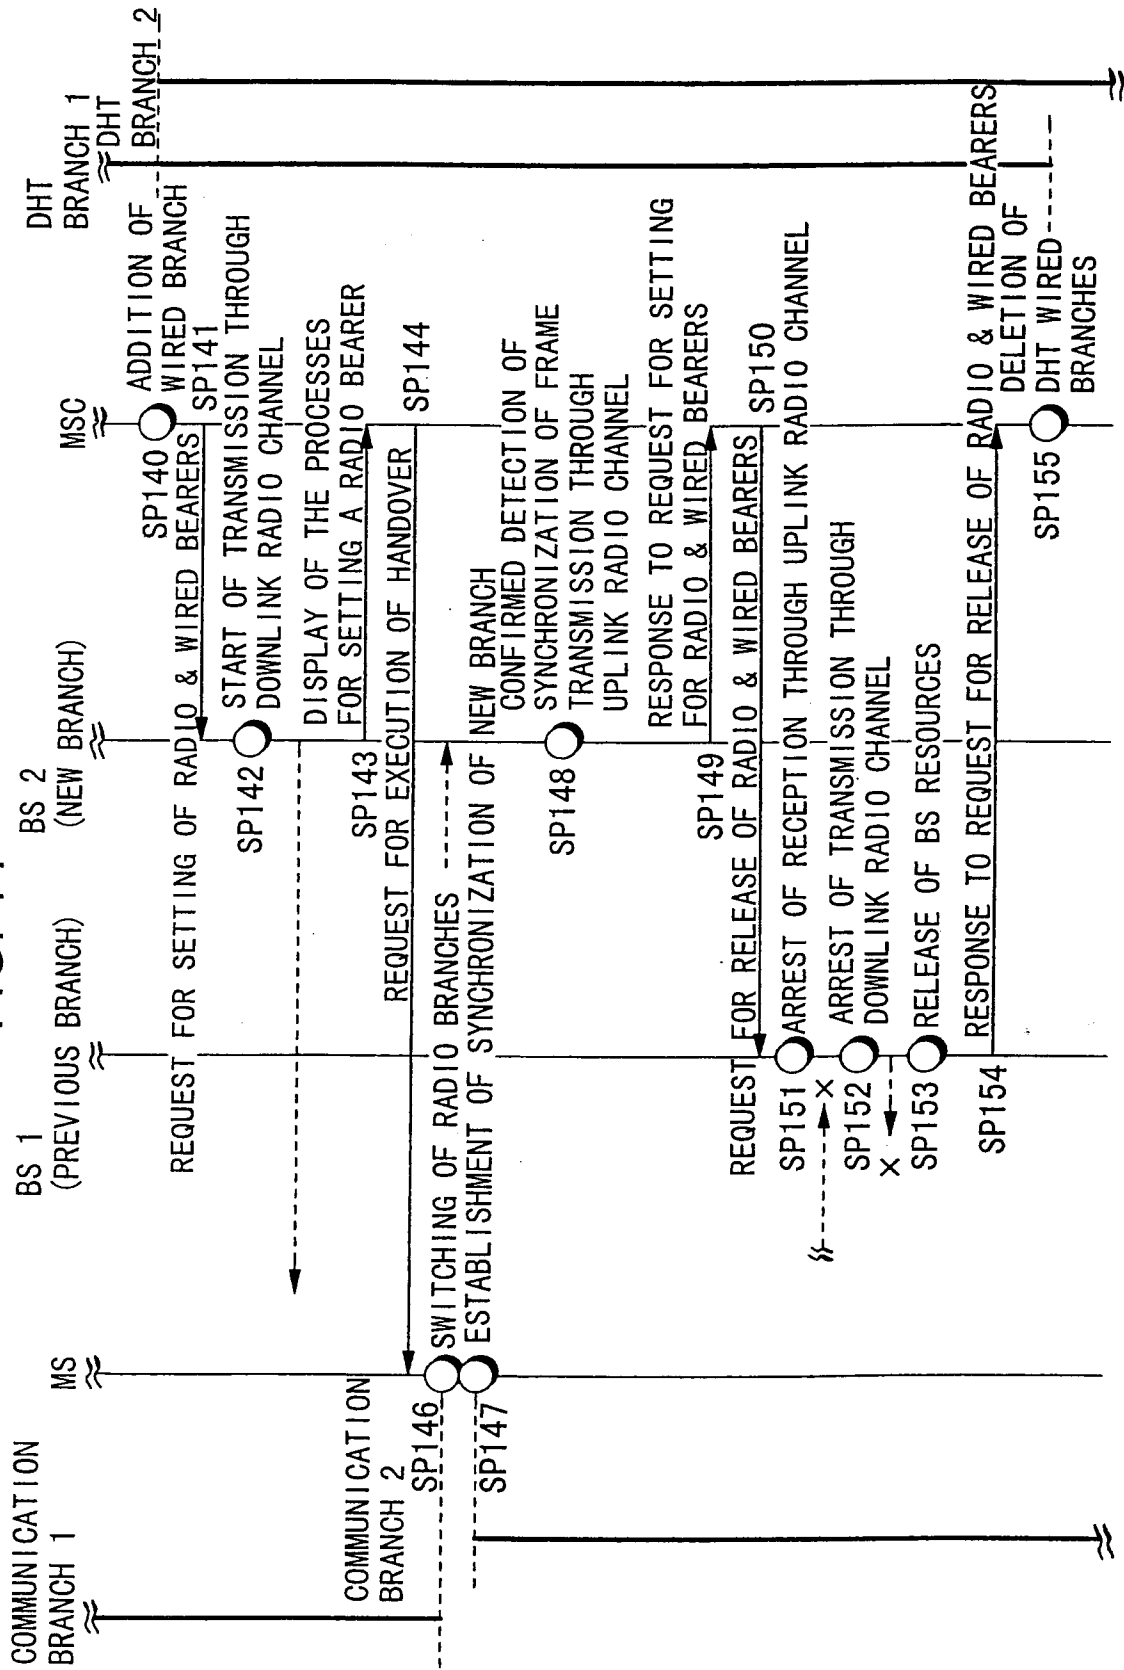 COMMUNICATION
BRANCH 1
MS
BS 1
(PREVIOUS BRANCH)
BS 2
(NEW BRANCH)
MSC
DHT
BRANCH 1
DHT
BRANCH 2
SP140
ADDITION OF
WIRED BRANCH
REQUEST FOR SETTING OF RADIO & WIRED BEARERS
SP141
SP142
START OF TRANSMISSION THROUGH
DOWNLINK RADIO CHANNEL
DISPLAY OF THE PROCESSES
FOR SETTING A RADIO BEARER
SP143
REQUEST FOR EXECUTION OF HANDOVER
SP144
COMMUNICATION
BRANCH 2
SP146
SWITCHING OF RADIO BRANCHES
SP147
ESTABLISHMENT OF SYNCHRONIZATION OF NEW BRANCH
SP148
CONFIRMED DETECTION OF
SYNCHRONIZATION OF FRAME
TRANSMISSION THROUGH
UPLINK RADIO CHANNEL
RESPONSE TO REQUEST FOR SETTING
FOR RADIO & WIRED BEARERS
SP149
REQUEST FOR RELEASE OF RADIO & WIRED BEARERS
SP150
SP151
ARREST OF RECEPTION THROUGH UPLINK RADIO CHANNEL
X
SP152
ARREST OF TRANSMISSION THROUGH
DOWNLINK RADIO CHANNEL
X
SP153
RELEASE OF BS RESOURCES
RESPONSE TO REQUEST FOR RELEASE OF RADIO & WIRED BEARERS
SP154
SP155
DELETION OF
DHT WIRED
BRANCHES